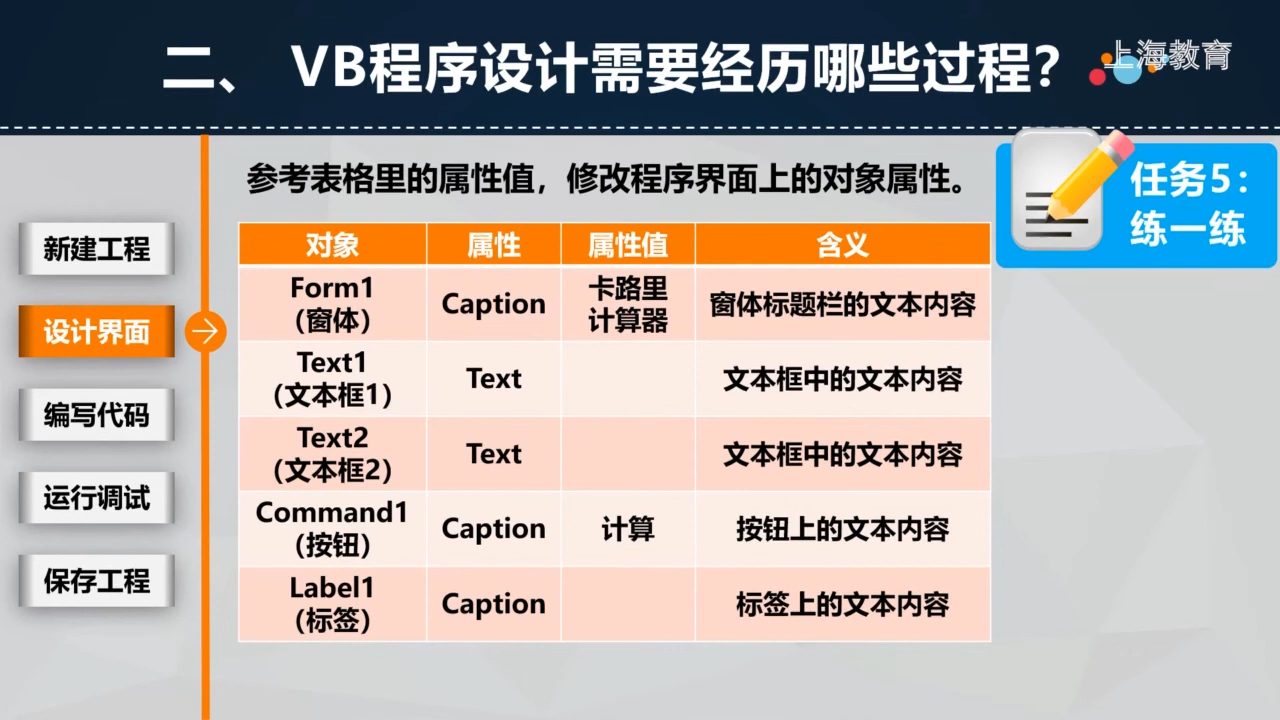 二、 VB程序设计需要经历哪些过程？
上海教育
参考表格里的属性值，修改程序界面上的对象属性。
任务5：
练一练
新建工程
设计界面
编写代码
运行调试
保存工程
对象 属性 属性值 含义
Form1
（窗体） Caption 卡路里
计算器 窗体标题栏的文本内容
Text1
（文本框1） Text 文本框中的文本内容
Text2
（文本框2） Text 文本框中的文本内容
Command1
（按钮） Caption 计算 按钮上的文本内容
Label1
（标签） Caption 标签上的文本内容